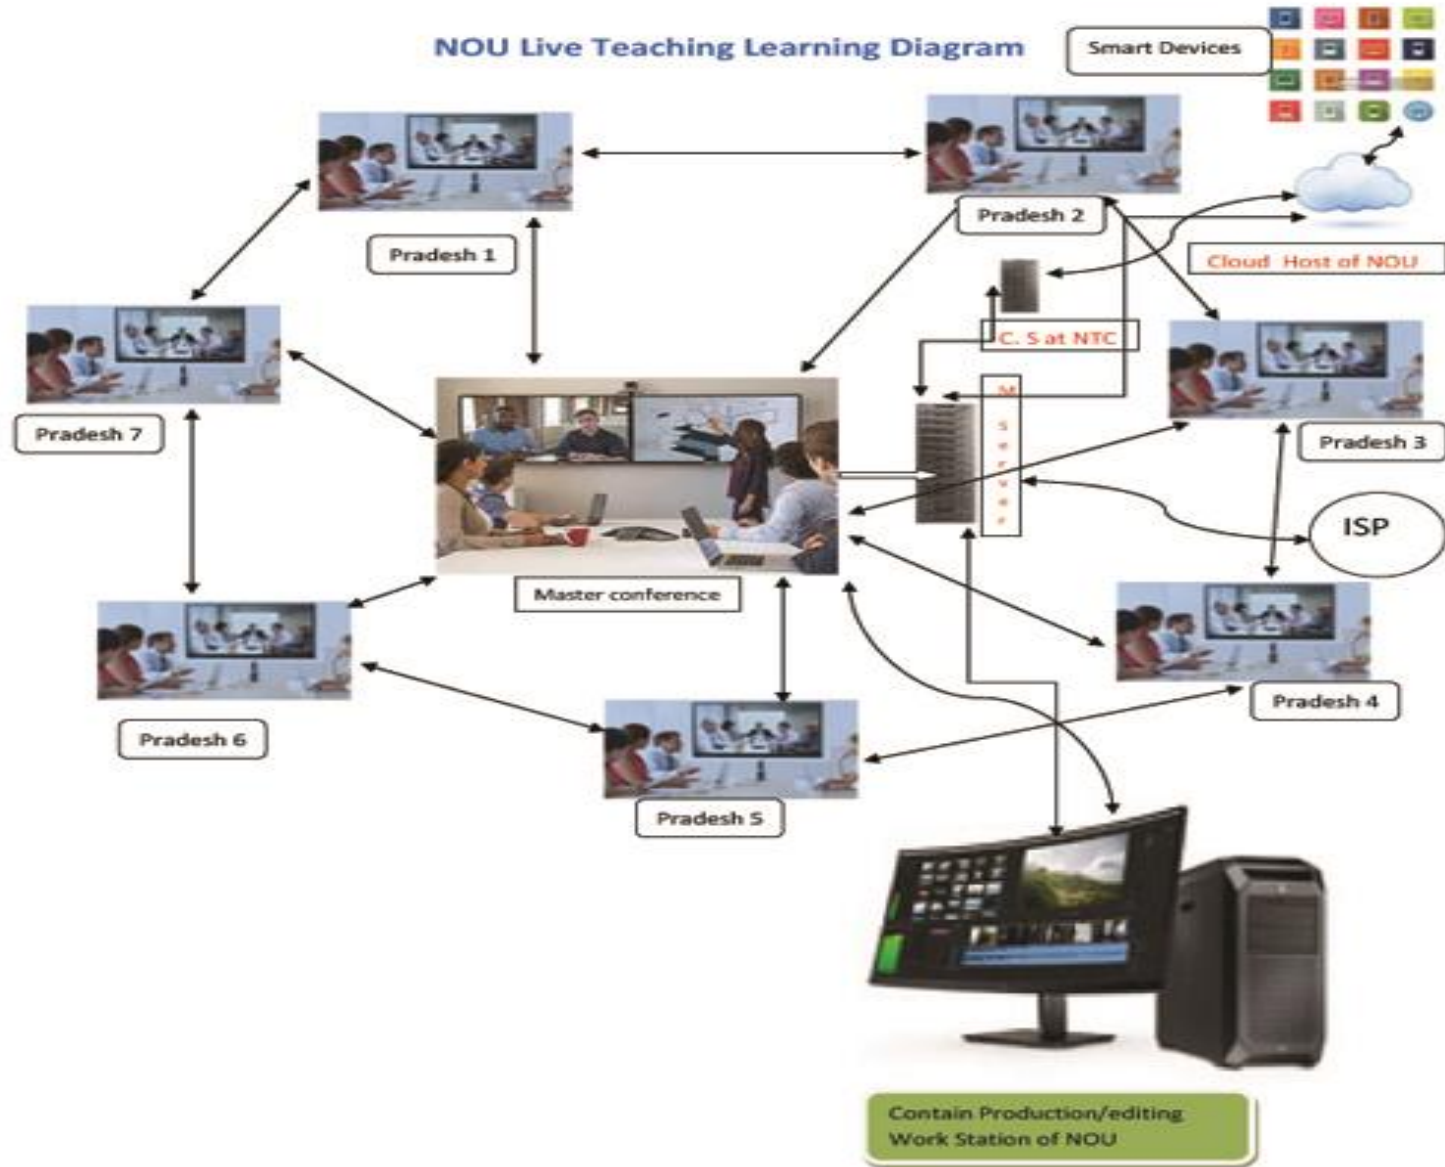 NOU Live Teaching Learning Diagram
Smart Devices
Pradesh 1
Pradesh 2
Cloud Host of NOU
C. S at NTC
M server
Pradesh 7
Pradesh 3
ISP
Master conference
Pradesh 4
Pradesh 6
Pradesh 5
Contain Production/editing
Work Station of NOU